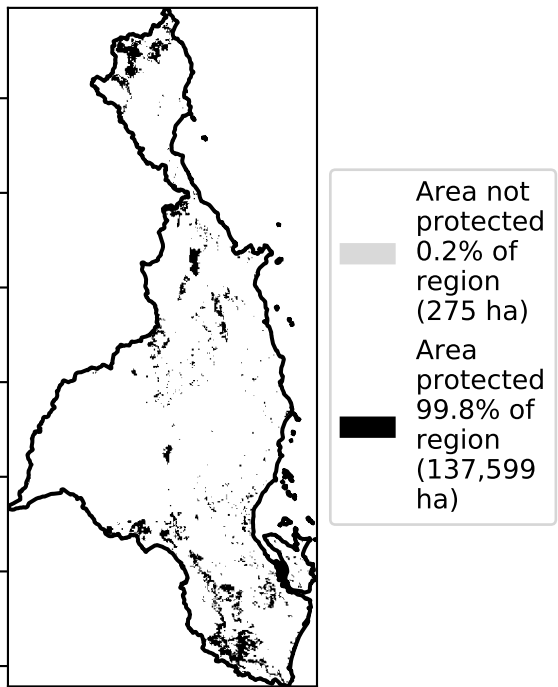 Area not
protected
0.2% of
region
(275 ha)
Area
protected
99.8% of
region
(137,599
ha)